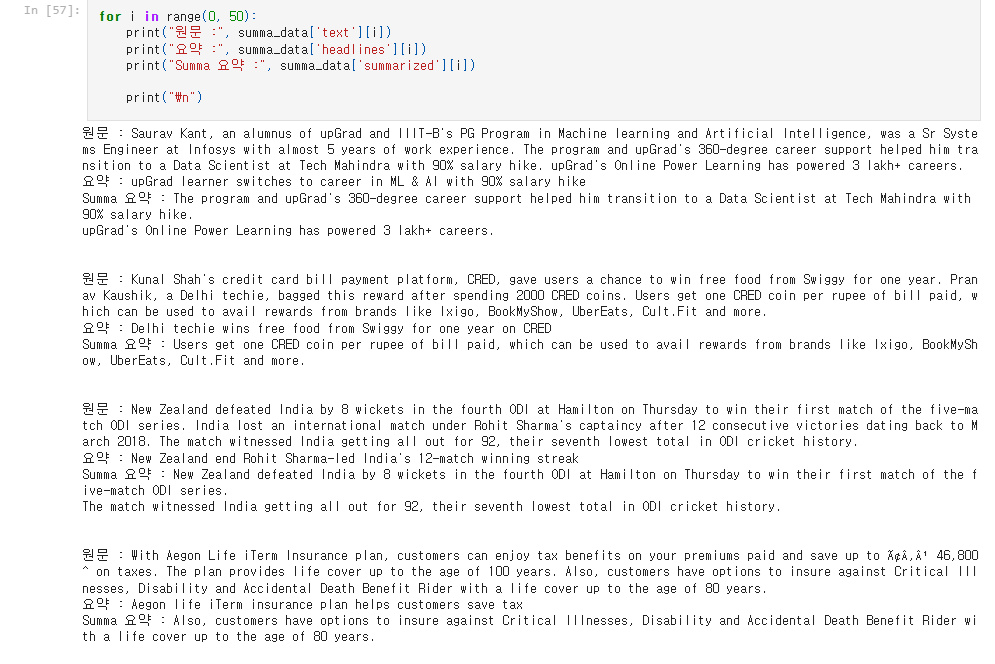 In [57]:
for i in range(0, 50):
    print("원문 :", summa_data['text'][i])
    print("요약 :", summa_data['headlines'][i])
    print("Summa 요약 :", summa_data['summarized'][i])

    print("₩n")
원문 : Saurav Kant, an alumnus of upGrad and IIIT-B's PG Program in Machine learning and Artificial Intelligence, was a Sr Syste
ms Engineer at Infosys with almost 5 years of work experience. The program and upGrad's 360-degree career support helped him tra
nsition to a Data Scientist at Tech Mahindra with 90% salary hike. upGrad's Online Power Learning has powered 3 lakh+ careers.
요약 : upGrad learner switches to career in ML & AI with 90% salary hike
Summa 요약 : The program and upGrad's 360-degree career support helped him transition to a Data Scientist at Tech Mahindra with
90% salary hike.
upGrad's Online Power Learning has powered 3 lakh+ careers.

원문 : Kunal Shah's credit card bill payment platform, CRED, gave users a chance to win free food from Swiggy for one year. Pran
av Kaushik, a Delhi techie, bagged this reward after spending 2000 CRED coins. Users get one CRED coin per rupee of bill paid, w
hich can be used to avail rewards from brands like Ixigo, BookMyShow, UberEats, Cult.Fit and more.
요약 : Delhi techie wins free food from Swiggy for one year on CRED
Summa 요약 : Users get one CRED coin per rupee of bill paid, which can be used to avail rewards from brands like Ixigo, BookMySh
ow, UberEats, Cult.Fit and more.

원문 : New Zealand defeated India by 8 wickets in the fourth ODI at Hamilton on Thursday to win their first match of the five-ma
tch ODI series. India lost an international match under Rohit Sharma's captaincy after 12 consecutive victories dating back to M
arch 2018. The match witnessed India getting all out for 92, their seventh lowest total in ODI cricket history.
요약 : New Zealand end Rohit Sharma-led India's 12-match winning streak
Summa 요약 : New Zealand defeated India by 8 wickets in the fourth ODI at Hamilton on Thursday to win their first match of the f
ive-match ODI series.
The match witnessed India getting all out for 92, their seventh lowest total in ODI cricket history.

원문 : With Aegon Life iTerm Insurance plan, customers can enjoy tax benefits on your premiums paid and save up to Ã¢Â‚Â¹ 46,800
^ on taxes. The plan provides life cover up to the age of 100 years. Also, customers have options to insure against Critical Ill
nesses, Disability and Accidental Death Benefit Rider with a life cover up to the age of 80 years.
요약 : Aegon life iTerm insurance plan helps customers save tax
Summa 요약 : Also, customers have options to insure against Critical Illnesses, Disability and Accidental Death Benefit Rider wi
th a life cover up to the age of 80 years.